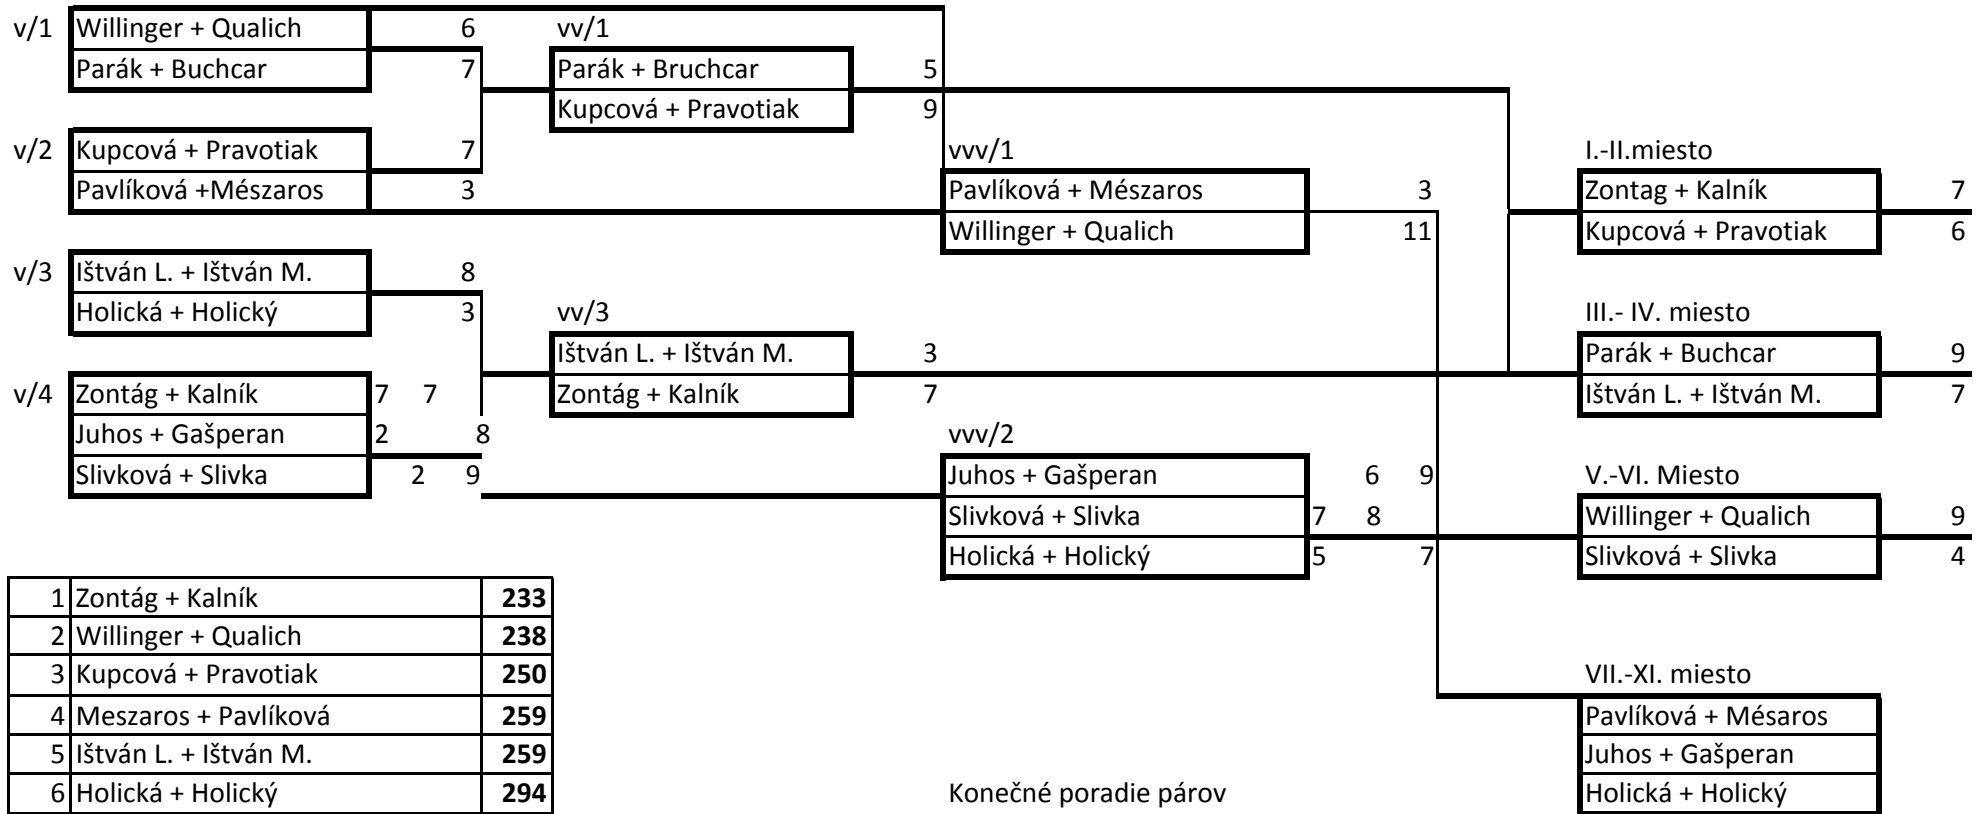 v/1 Willinger + Qualich 6 vv/1
Parák + Buchcar 7 Parák + Bruchcar 5
Kupcová + Pravotiak 9
v/2 Kupcová + Pravotiak 7 vvv/1 I.-II.miesto
Pavlíková +Mészaros 3 Pavlíková + Mészaros 3 Zontag + Kalník 7
Willinger + Qualich 11 Kupcová + Pravotiak 6
v/3 Ištván L. + Ištván M. 8
Holická + Holický 3 vv/3 III.- IV. miesto
Ištván L. + Ištván M. 3 Parák + Buchcar 9
v/4 Zontág + Kalník 7 7 Zontág + Kalník 7 Ištván L. + Ištván M. 7
Juhos + Gašperan 2 8 vvv/2
Slivková + Slivka 2 9 Juhos + Gašperan 6 9 V.-VI. Miesto
Slivková + Slivka 7 8 Willinger + Qualich 9
Holická + Holický 5 7 Slivková + Slivka 4
1 Zontág + Kalník 233
2 Willinger + Qualich 238
3 Kupcová + Pravotiak 250 VII.-XI. miesto
4 Meszaros + Pavlíková 259 Pavlíková + Mésaros
5 Ištván L. + Ištván M. 259 Juhos + Gašperan
6 Holická + Holický 294 Konečné poradie párov Holická + Holický